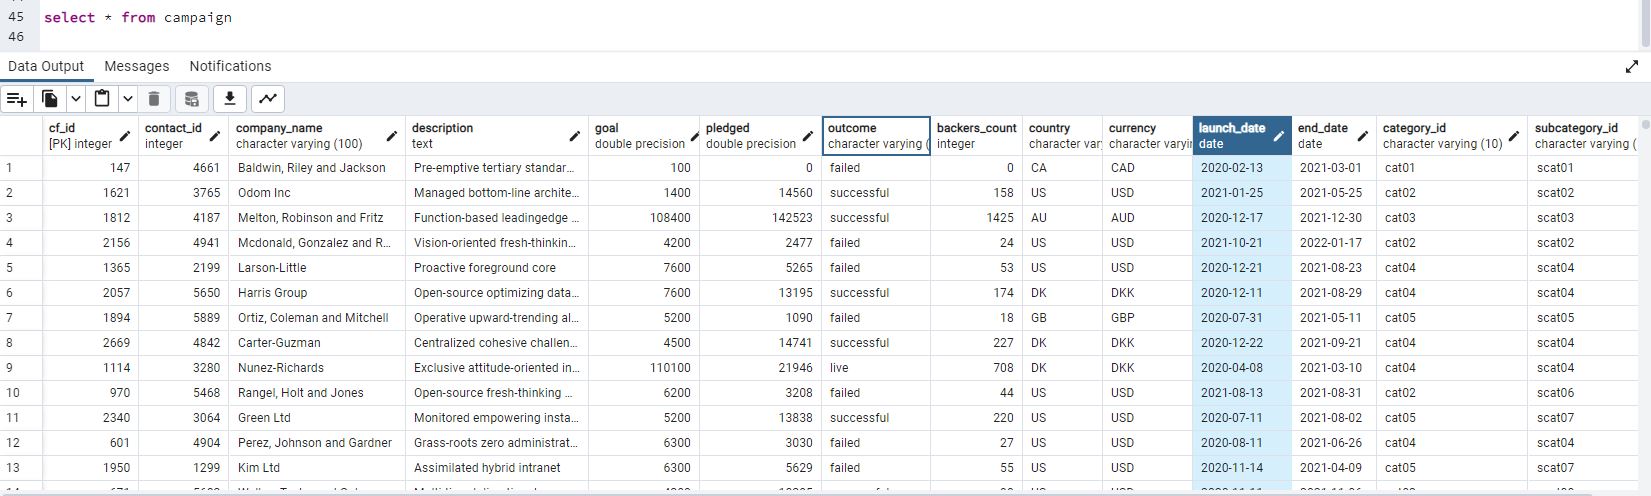 45 select * from campaign
46
Data Output Messages Notifications
cf_id contact_id company_name description goal pledged outcome backers_count country currency launch_date end_date category_id subcategory_id
[PK] integer integer character varying (100) text double precision double precision character varying ( integer character var character varyi date date character varying (10) character varying (
1 147 4661 Baldwin, Riley and Jackson Pre-emptive tertiary standar... 100 0 failed 0 CA CAD 2020-02-13 2021-03-01 cat01 scat01
2 1621 3765 Odom Inc Managed bottom-line archite... 1400 14560 successful 158 US USD 2021-01-25 2021-05-25 cat02 scat02
3 1812 4187 Melton, Robinson and Fritz Function-based leadingedge ... 108400 142523 successful 1425 AU AUD 2020-12-17 2021-12-30 cat03 scat03
4 2156 4941 Mcdonald, Gonzalez and R... Vision-oriented fresh-thinkin... 4200 2477 failed 24 US USD 2021-10-21 2022-01-17 cat02 scat02
5 1365 2199 Larson-Little Proactive foreground core 7600 5265 failed 53 US USD 2020-12-21 2021-08-23 cat04 scat04
6 2057 5650 Harris Group Open-source optimizing data... 7600 13195 successful 174 DK DKK 2020-12-11 2021-08-29 cat04 scat04
7 1894 5889 Ortiz, Coleman and Mitchell Operative upward-trending al... 5200 1090 failed 18 GB GBP 2020-07-31 2021-05-11 cat05 scat05
8 2669 4842 Carter-Guzman Centralized cohesive challen... 4500 14741 successful 227 DK DKK 2020-12-22 2021-09-21 cat04 scat04
9 1114 3280 Nunez-Richards Exclusive attitude-oriented in... 110100 21946 live 708 DK DKK 2020-04-08 2021-03-10 cat04 scat04
10 970 5468 Rangel, Holt and Jones Open-source fresh-thinking ... 6200 3208 failed 44 US USD 2021-08-13 2021-08-31 cat02 scat06
11 2340 3064 Green Ltd Monitored empowering insta... 5200 13838 successful 220 US USD 2020-07-11 2021-08-02 cat05 scat07
12 601 4904 Perez, Johnson and Gardner Grass-roots zero administrat... 6300 3030 failed 27 US USD 2020-08-11 2021-06-26 cat04 scat04
13 1950 1299 Kim Ltd Assimilated hybrid intranet 6300 5629 failed 55 US USD 2020-11-14 2021-04-09 cat05 scat07